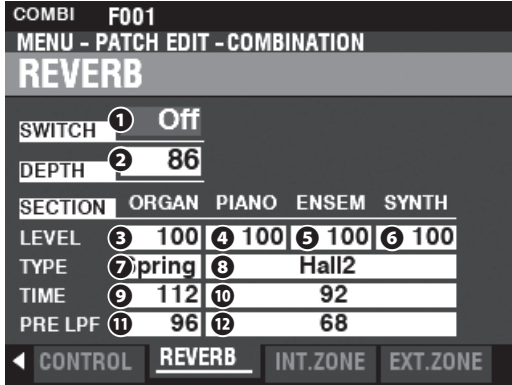 COMBI F001
MENU - PATCH EDIT - COMBINATION
REVERB
SWITCH 1 Off
DEPTH 2 86
SECTION ORGAN PIANO ENSEM SYNTH
LEVEL 3 100 4 100 5 100 6 100
TYPE 7 Spring 8 Hall2
TIME 9 112 10 92
PRE LPF 11 96 12 68
◀ CONTROL REVERB INT.ZONE EXT.ZONE